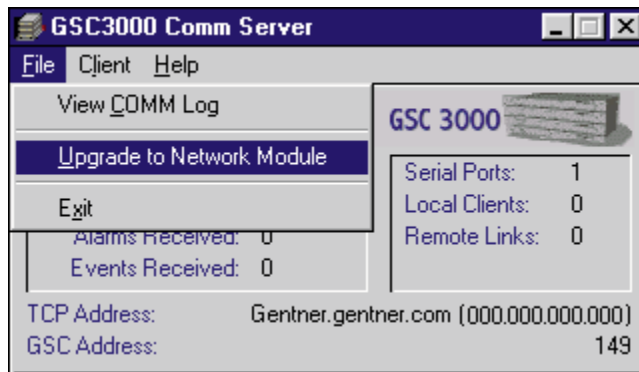 GSC3000 Comm Server
File Client Help
View COMM Log
Upgrade to Network Module
Exit
GSC 3000
Serial Ports: 1
Local Clients: 0
Remote Links: 0
Alarms Received: 0
Events Received: 0
TCP Address: Gentner.gentner.com (000.000.000.000)
GSC Address: 149